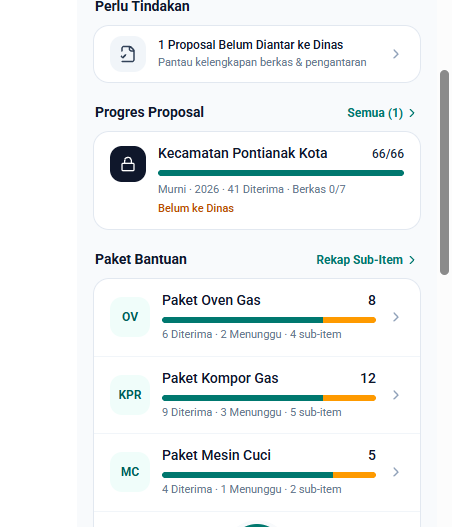 Perlu Tindakan
1 Proposal Belum Diantar ke Dinas
Pantau kelengkapan berkas & pengantaran
Progres Proposal
Semua (1)
Kecamatan Pontianak Kota
66/66
Murni · 2026 · 41 Diterima · Berkas 0/7
Belum ke Dinas
Paket Bantuan
Rekap Sub-Item
OV
Paket Oven Gas
8
6 Diterima · 2 Menunggu · 4 sub-item
KPR
Paket Kompor Gas
12
9 Diterima · 3 Menunggu · 5 sub-item
MC
Paket Mesin Cuci
5
4 Diterima · 1 Menunggu · 2 sub-item